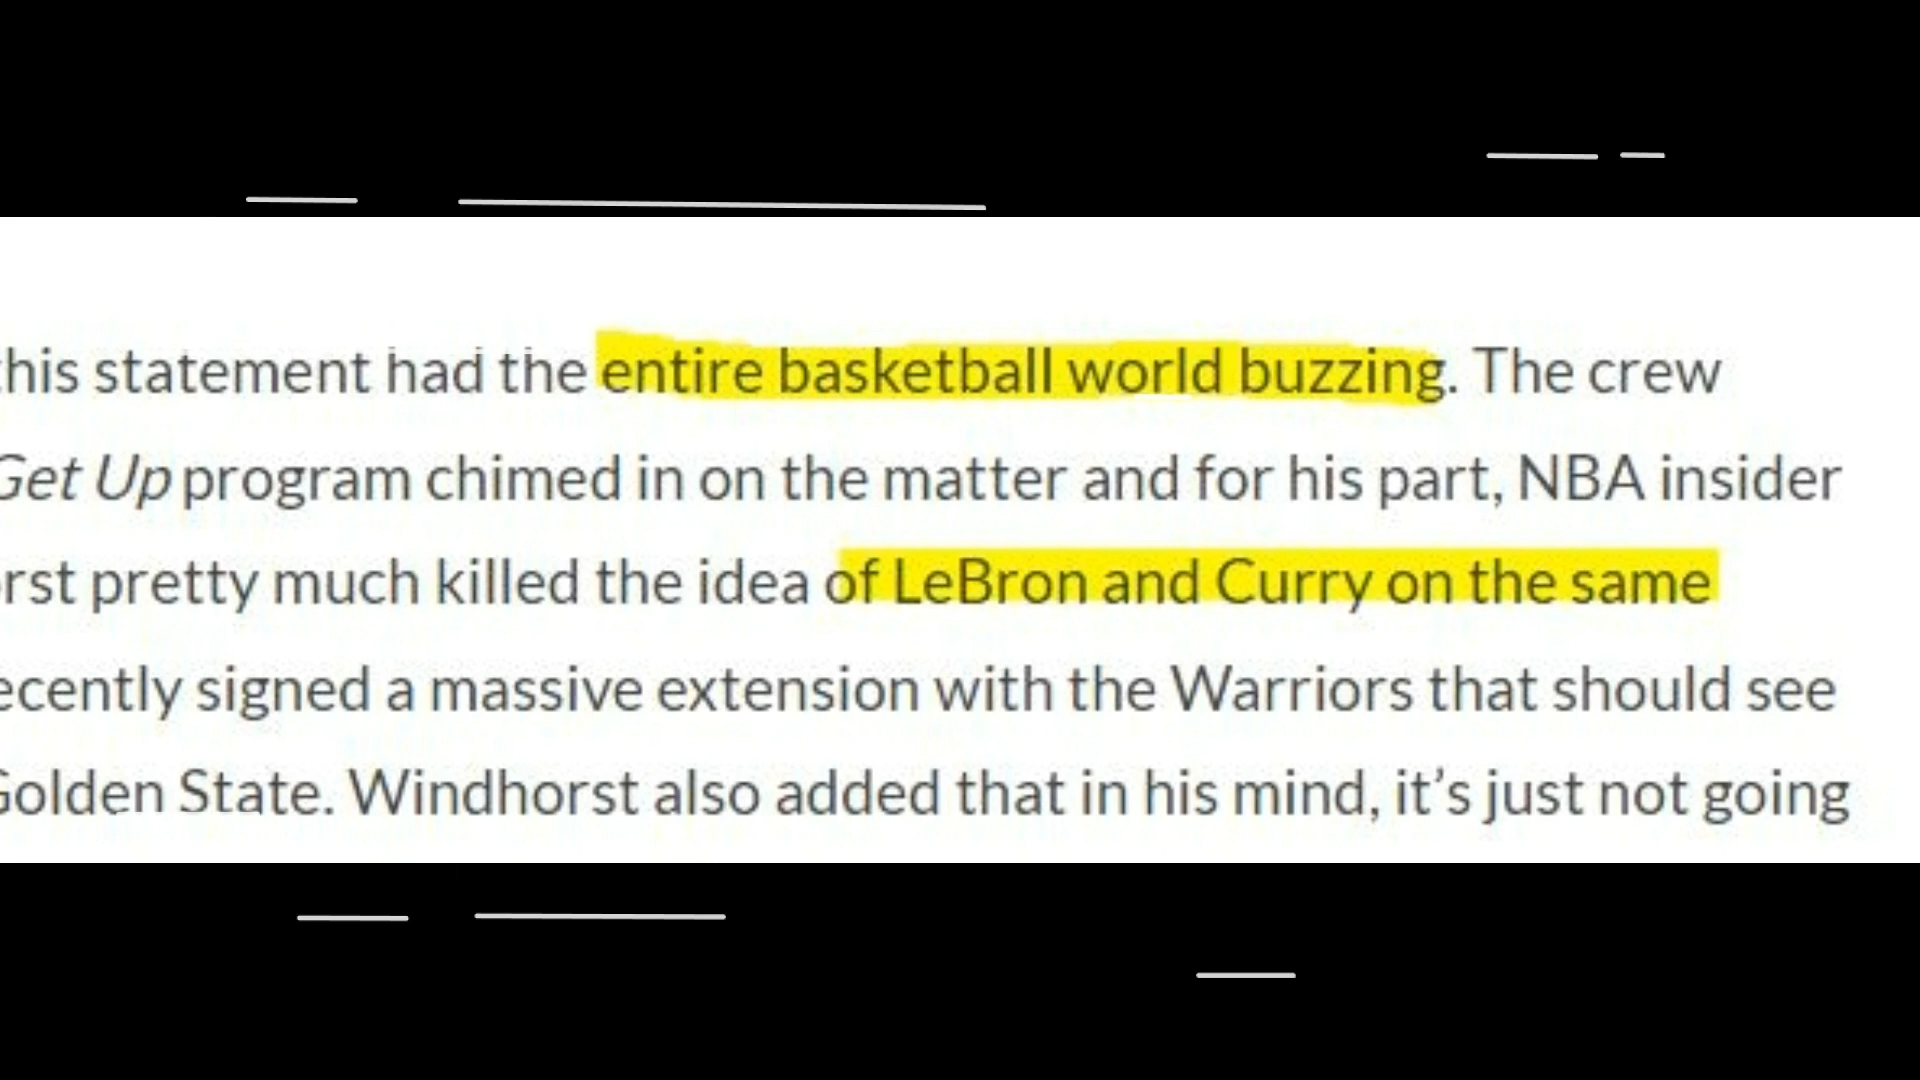 this statement had the entire basketball world buzzing. The crew
Get Up program chimed in on the matter and for his part, NBA insider
rst pretty much killed the idea of LeBron and Curry on the same
ecently signed a massive extension with the Warriors that should see
Golden State. Windhorst also added that in his mind, it's just not going